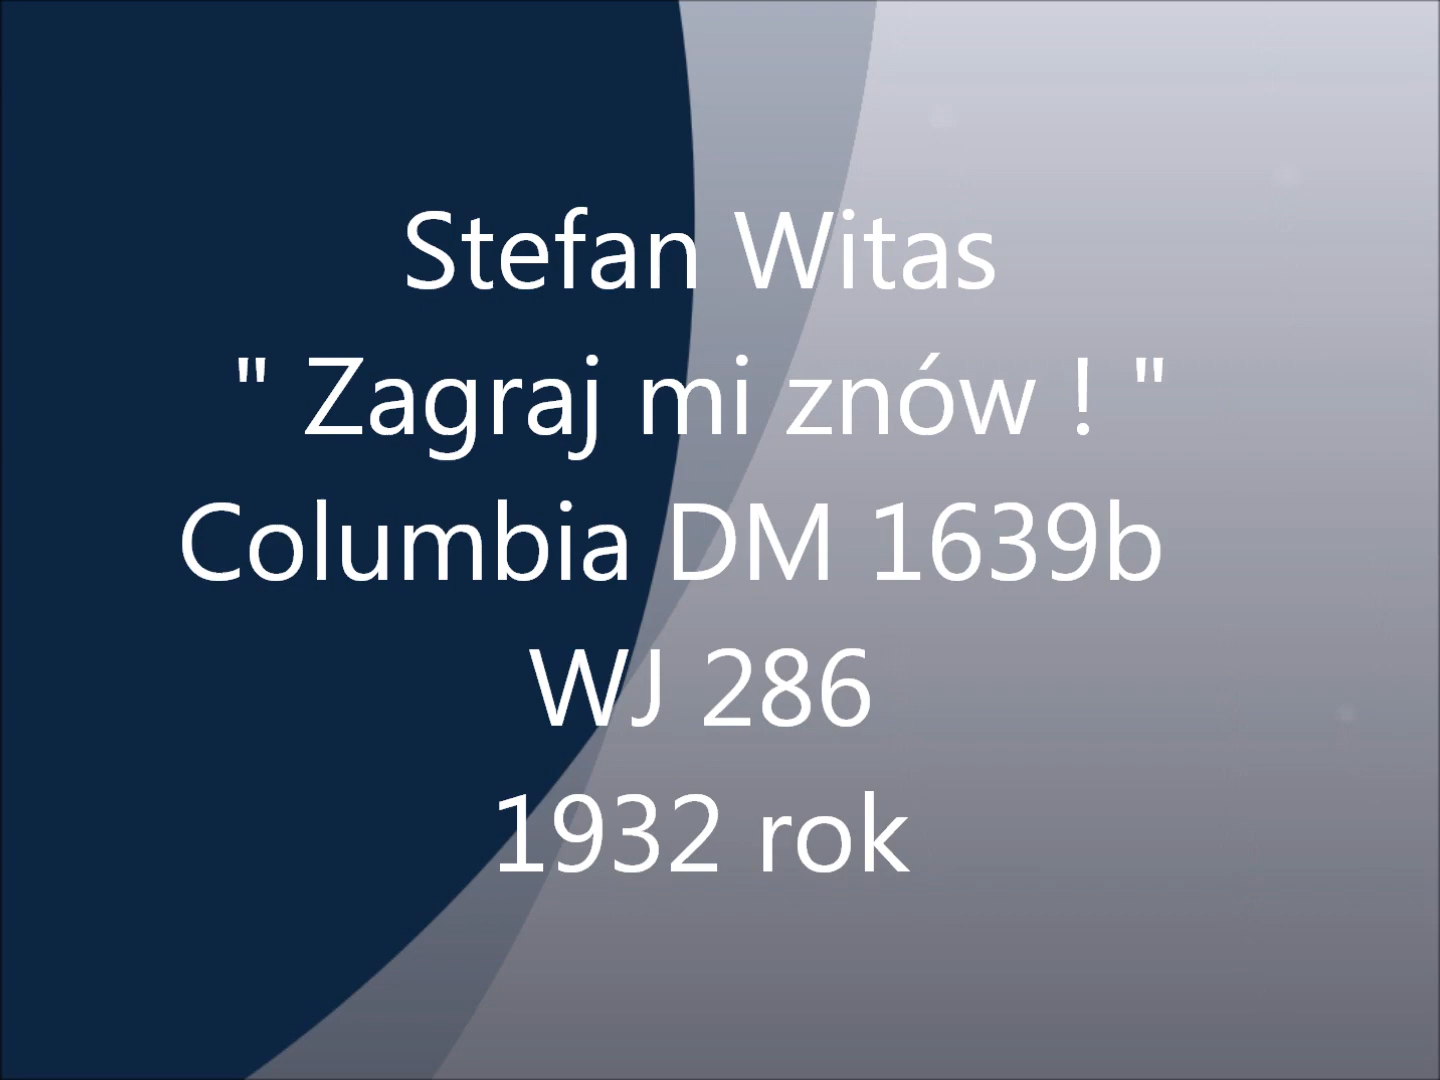 Stefan Witas
" Zagraj mi znów ! "
Columbia DM 1639b
WJ 286
1932 rok